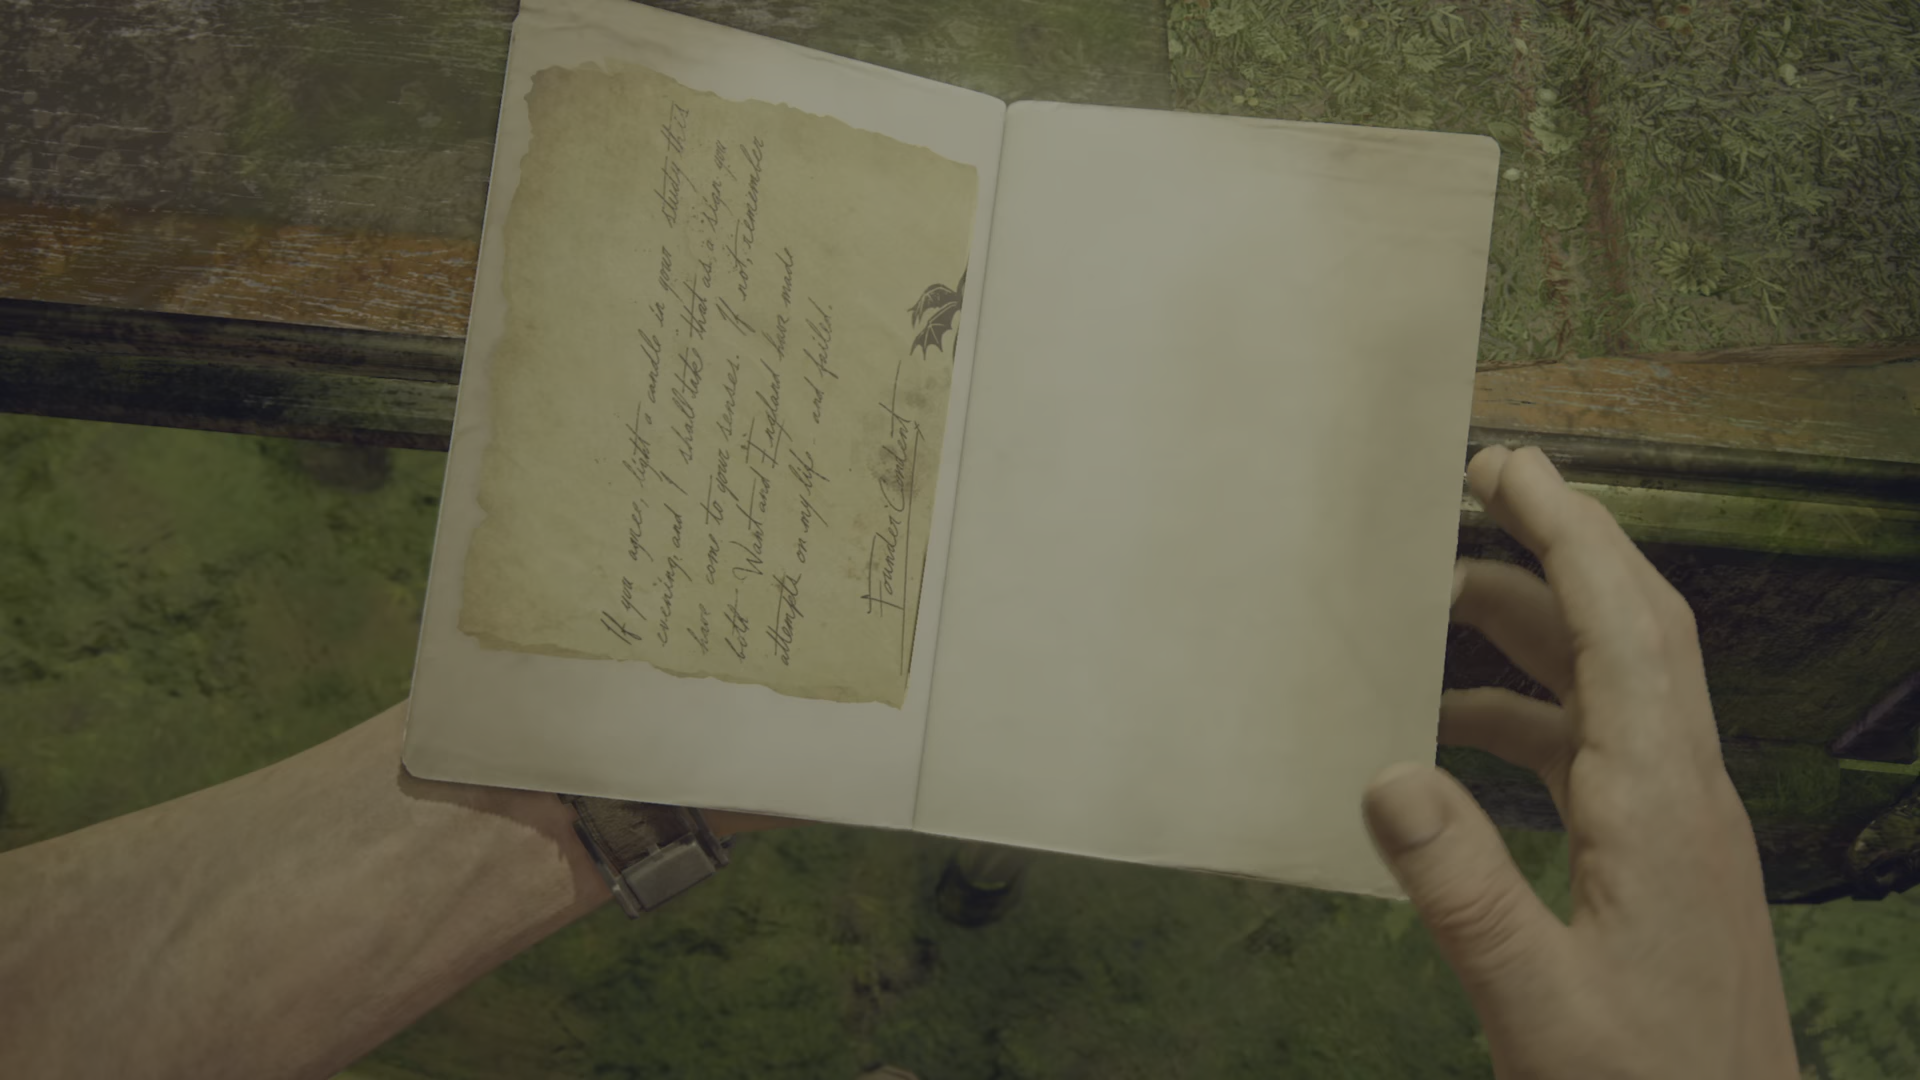 If you agree, light a candle in your study this
evening, and I shall take that as a sign you
have come to your senses. If not, remember
both Want and England have made
attempts on my life - and failed.
Founder Conlent